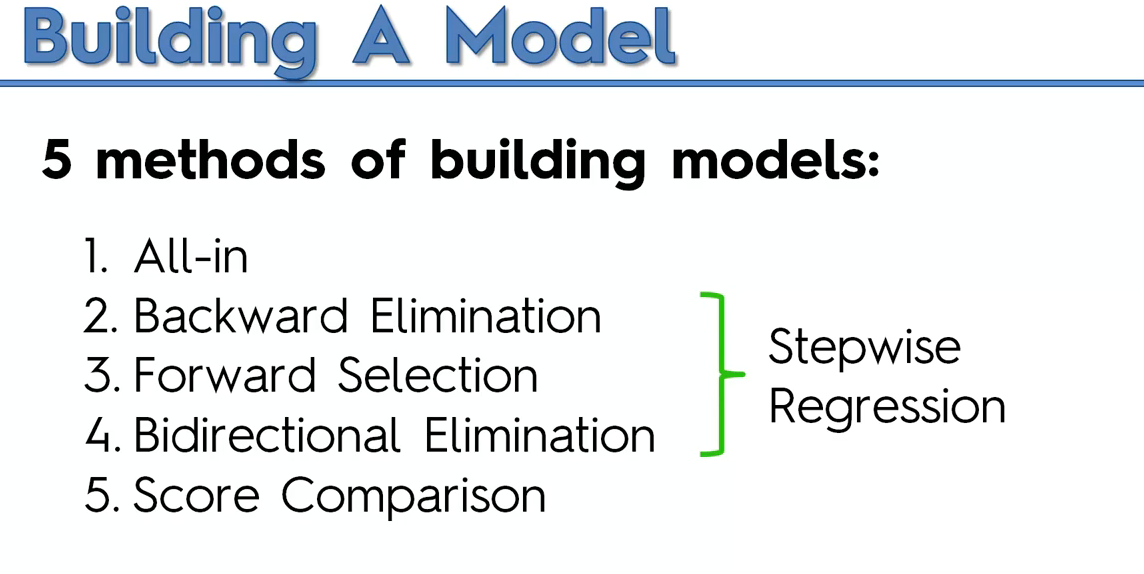 Building A Model
5 methods of building models:
1. All-in
2. Backward Elimination
3. Forward Selection
4. Bidirectional Elimination
5. Score Comparison
Stepwise
Regression